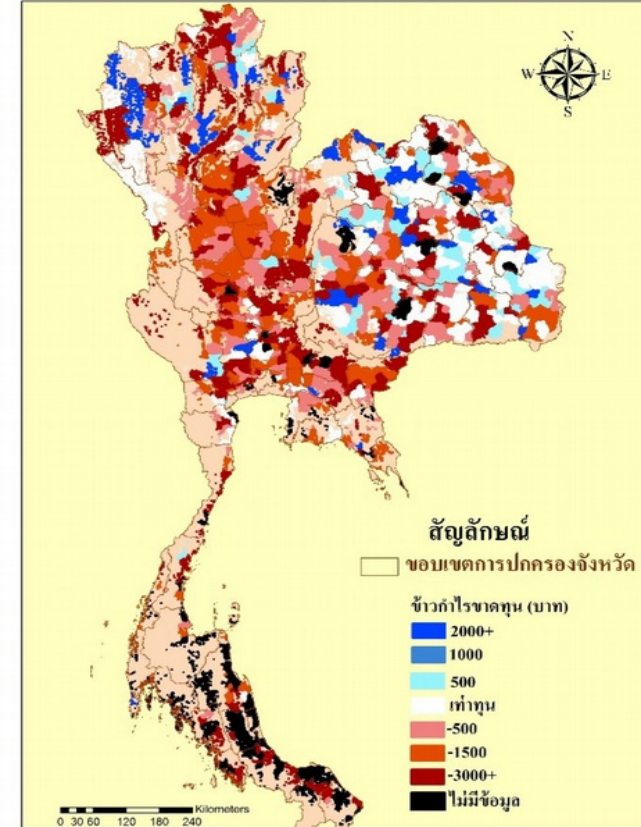 N
W E
S
สัญลักษณ์
ขอบเขตการปกครองจังหวัด
ข้าวกำไรขาดทุน (บาท)
2000+
1000
500
เท่าทุน
-500
-1500
-3000+
ไม่มีข้อมูล
Kilometers
0 30 60 120 180 240